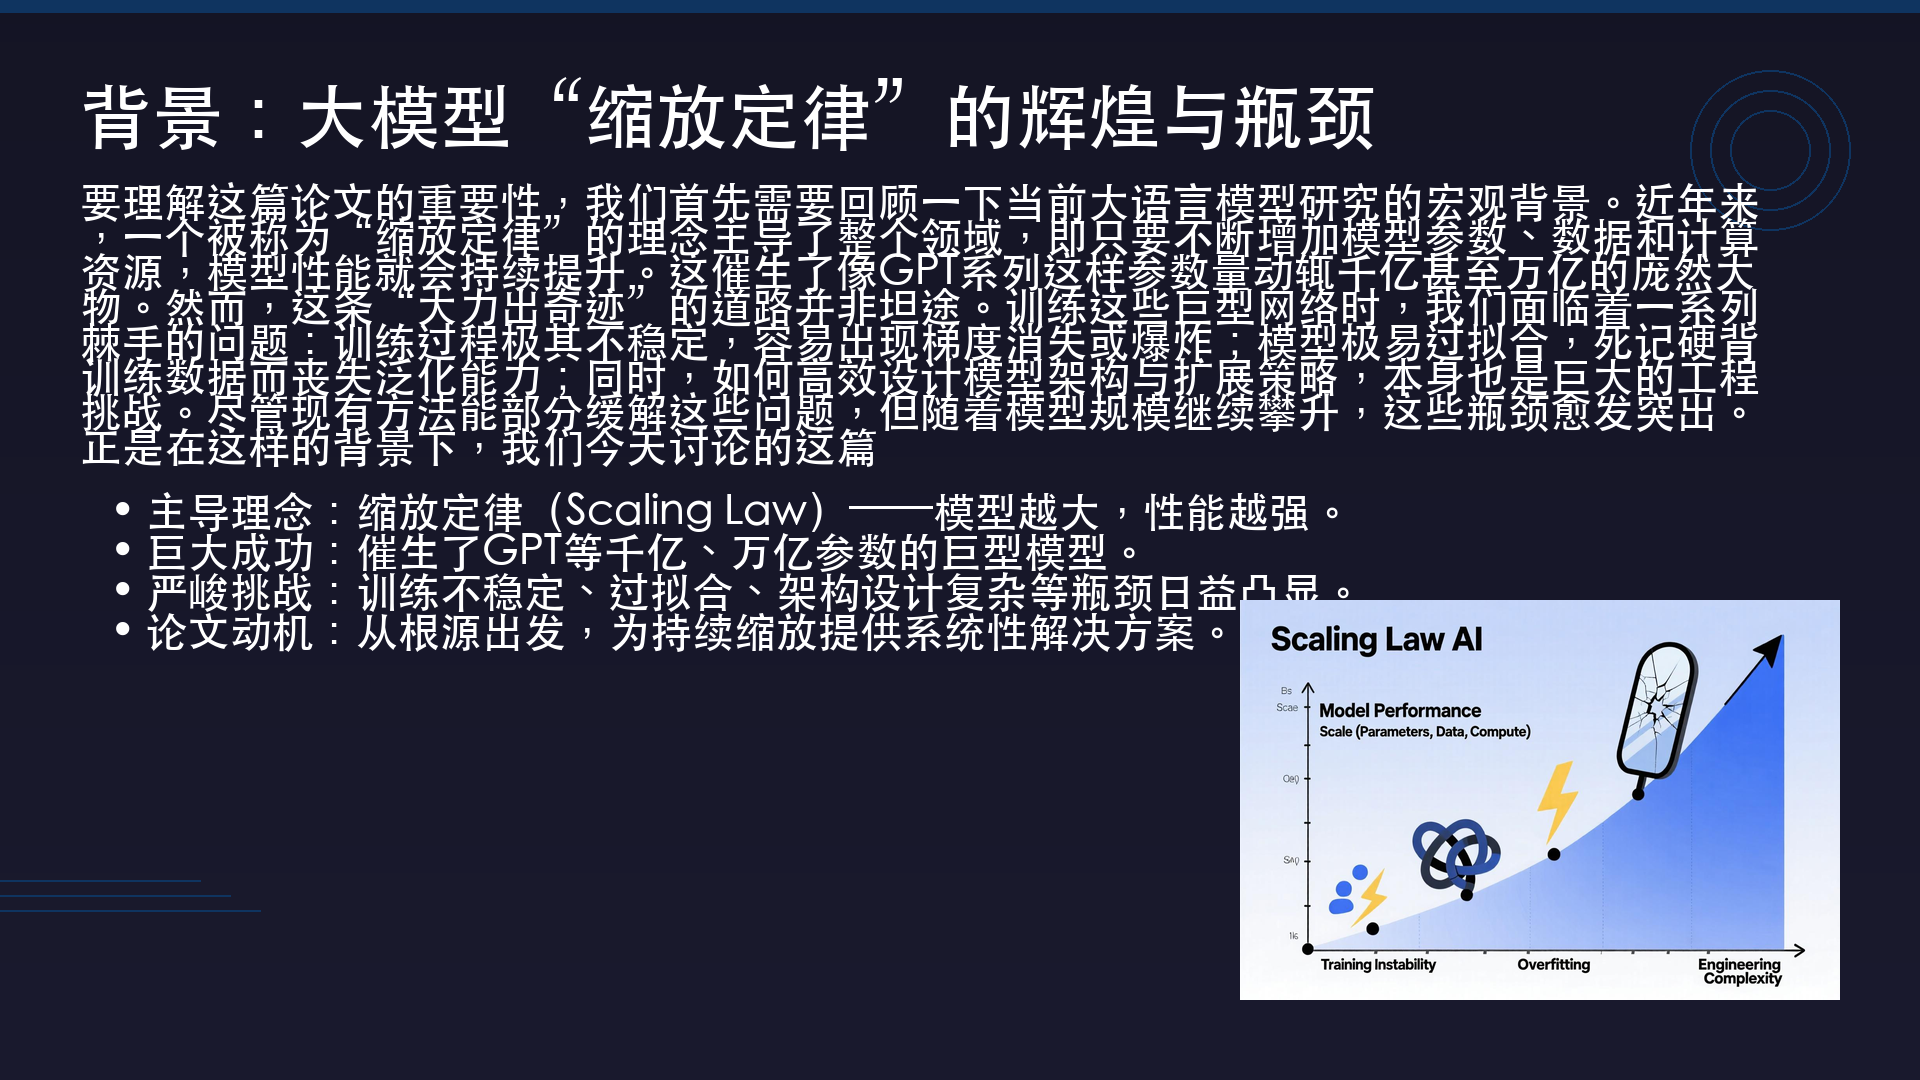 背景：大模型“缩放定律”的辉煌与瓶颈
要理解这篇论文的重要性，我们首先需要回顾一下当前大语言模型研究的宏观背景。近年来
，一个被称为“缩放定律”的理念主导了整个领域，即只要不断增加模型参数、数据和计算
资源，模型性能就会持续提升。这催生了像GPT系列这样参数量动辄千亿甚至万亿的庞然大
物。然而，这条“大力出奇迹”的道路并非坦途。训练这些巨型网络时，我们面临着一系列
棘手的问题：训练过程极其不稳定，容易出现梯度消失或爆炸；模型极易过拟合，死记硬背
训练数据而丧失泛化能力；同时，如何高效设计模型架构与扩展策略，本身也是巨大的工程
挑战。尽管现有方法能部分缓解这些问题，但随着模型规模继续攀升，这些瓶颈愈发突出。
正是在这样的背景下，我们今天讨论的这篇
• 主导理念：缩放定律（Scaling Law）——模型越大，性能越强。
• 巨大成功：催生了GPT等千亿、万亿参数的巨型模型。
• 严峻挑战：训练不稳定、过拟合、架构设计复杂等瓶颈日益凸显。
• 论文动机：从根源出发，为持续缩放提供系统性解决方案。
Scaling Law AI
Bs
Scae
Model Performance
Scale (Parameters, Data, Compute)
Training Instability
Overfitting
Engineering
Complexity